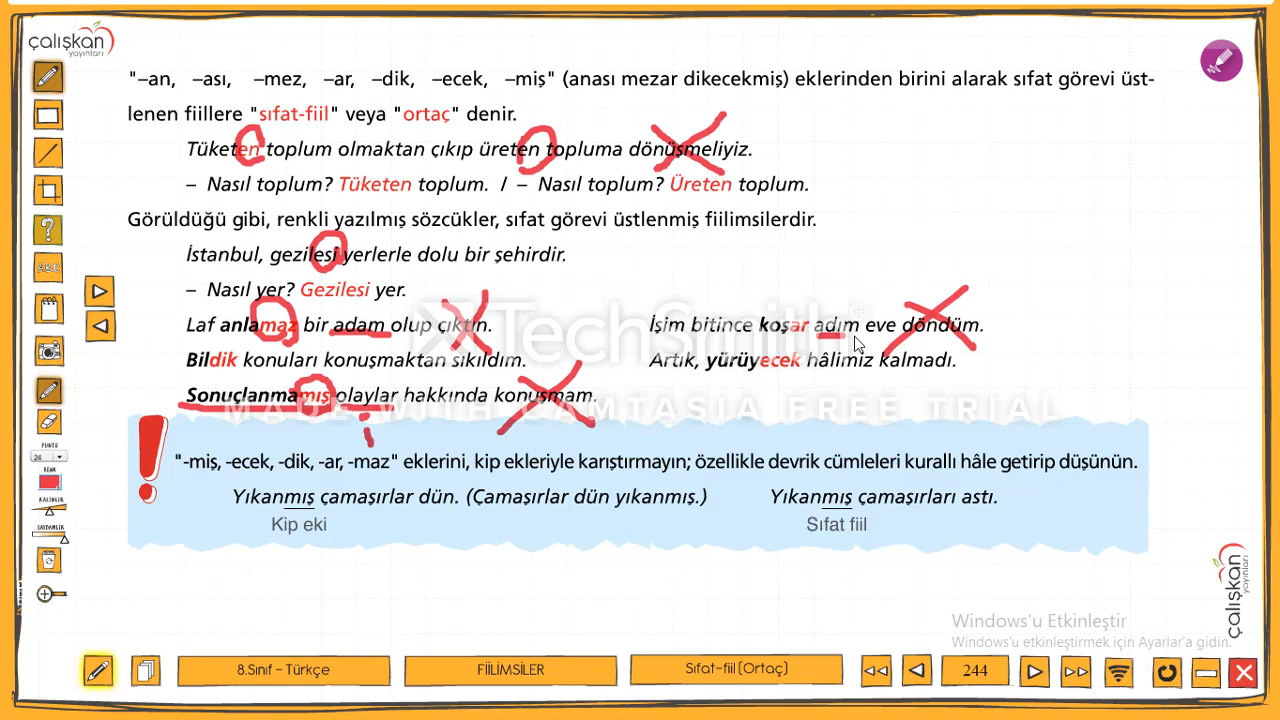 çalışkan
yayınları
"–an, –ası, –mez, –ar, –dik, –ecek, –miş" (anası mezar dikecekmiş) eklerinden birini alarak sıfat görevi üst-
lenen fiillere "sıfat-fiil" veya "ortaç" denir.
Tüketen toplum olmaktan çıkıp üreten topluma dönüşmeliyiz.
– Nasıl toplum? Tüketen toplum. / – Nasıl toplum? Üreten toplum.
Görüldüğü gibi, renkli yazılmış sözcükler, sıfat görevi üstlenmiş fiilimsilerdir.
İstanbul, gezilesi yerlerle dolu bir şehirdir.
– Nasıl yer? Gezilesi yer.
Laf anlamaz bir adam olup çıktın. İşim bitince koşar adım eve döndüm.
Bildik konuları konuşmaktan sıkıldım. Artık, yürüyecek hâlimiz kalmadı.
Sonuçlanmamış olaylar hakkında konuşmam.
TechSmith®
MADE WITH CAMTASIA FREE TRIAL
! "-miş, -ecek, -dik, -ar, -maz" eklerini, kip ekleriyle karıştırmayın; özellikle devrik cümleleri kurallı hâle getirip düşünün.
Yıkanmış çamaşırlar dün. (Çamaşırlar dün yıkanmış.) Yıkanmış çamaşırları astı.
Kip eki Sıfat fiil
ABC
PUNTO
24
RENK
KALINLIK
SAYDAMLIK
çalışkan
yayınları
Windows'u Etkinleştir
Windows'u etkinleştirmek için Ayarlar'a gidin.
8.Sınıf – Türkçe FİİLİMSİLER Sıfat-fiil (Ortaç) 244